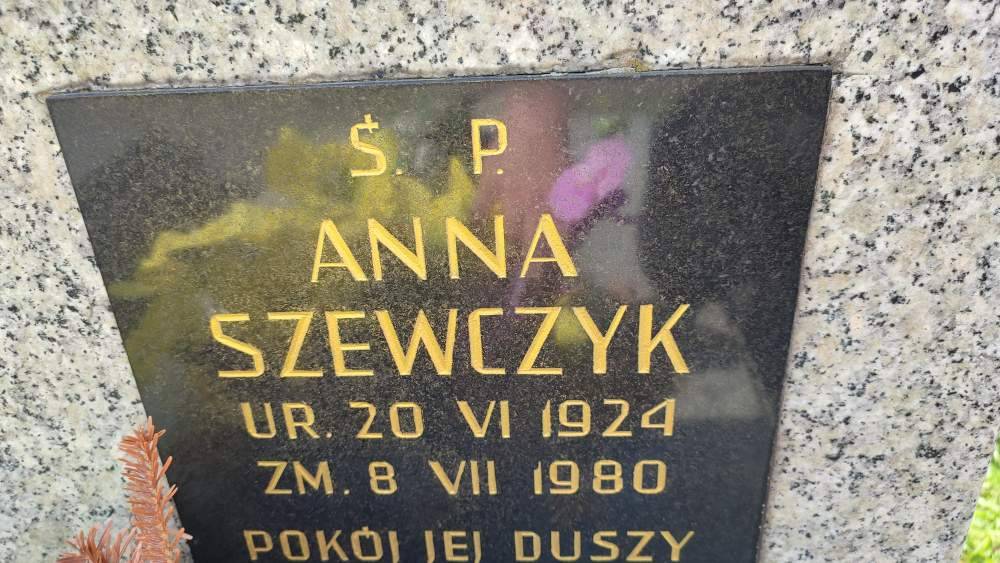 Ś. P.
ANNA
SZEWCZYK
UR. 20 VI 1924
ZM. 8 VII 1980
POKÓJ JEJ DUSZY